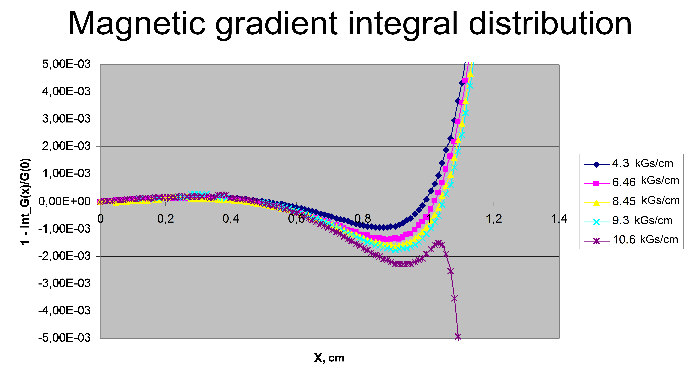 Magnetic gradient integral distribution
5,00E-03
4,00E-03
3,00E-03
2,00E-03
1,00E-03
0,00E+00
-1,00E-03
-2,00E-03
-3,00E-03
-4,00E-03
-5,00E-03
1 - Int_G(x)/G(0)
0 0,2 0,4 0,6 0,8 1 1,2 1,4
X, cm
4.3 kGs/cm
6.46 kGs/cm
8.45 kGs/cm
9.3 kGs/cm
10.6 kGs/cm